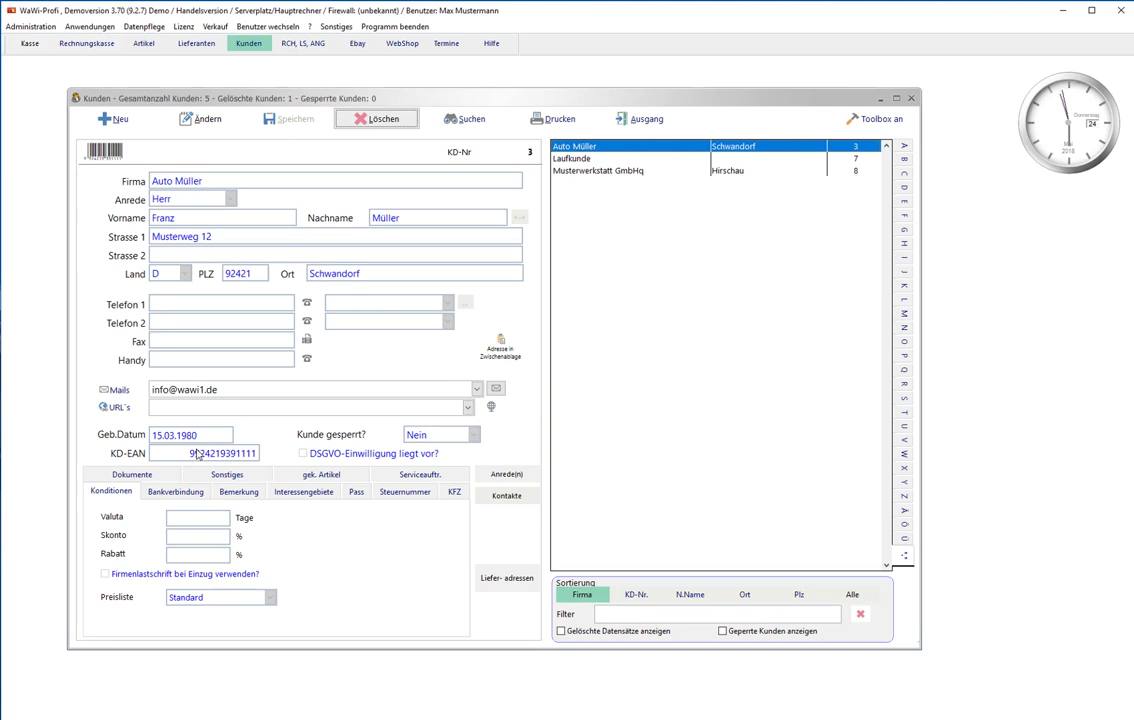 WaWi-Profi , Demoversion 3.70 (9.2.7) Demo / Handelsversion / Serverplatz/Hauptrechner / Firewall: (unbekannt) / Benutzer: Max Mustermann
Administration Anwendungen Datenpflege Lizenz Verkauf Benutzer wechseln ? Sonstiges Programm beenden
Kasse Rechnungskasse Artikel Lieferanten Kunden RCH, LS, ANG Ebay WebShop Termine Hilfe
Kunden - Gesamtanzahl Kunden: 5 - Gelöschte Kunden: 1 - Gesperrte Kunden: 0
Neu Ändern Speichern Löschen Suchen Drucken Ausgang Toolbox an
Donnerstag
24
2018
KD-Nr 3
Firma Auto Müller
Anrede Herr
Vorname Franz Nachname Müller
Strasse 1 Musterweg 12
Strasse 2
Land D PLZ 92421 Ort Schwandorf
Telefon 1
Telefon 2
Fax
Handy
Adresse in
Zwischenablage
Mails info@wawi1.de
URL´s
Geb.Datum 15.03.1980 Kunde gesperrt? Nein
KD-EAN DSGVO-Einwilligung liegt vor?
Dokumente Sonstiges gek. Artikel Serviceauftr. Anrede(n)
Konditionen Bankverbindung Bemerkung Interessengebiete Pass Steuernummer KFZ
Kontakte
Valuta Tage
Skonto %
Rabatt %
Firmenlastschrift bei Einzug verwenden?
Liefer- adressen
Preisliste Standard
Auto Müller Schwandorf 3
Laufkunde 7
Musterwerkstatt GmbHq Hirschau 8
A
B
C
D
E
F
G
H
I
J
K
L
M
N
O
P
Q
R
S
T
U
V
W
X
Y
Z
Ä
Ö
Ü
Sortierung
Firma KD-Nr. N.Name Ort Plz Alle
Filter
Gelöschte Datensätze anzeigen Geperrte Kunden anzeigen